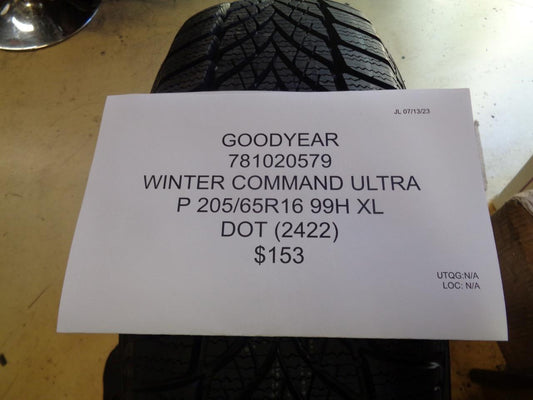 JL 07/13/23
GOODYEAR
781020579
WINTER COMMAND ULTRA
P 205/65R16 99H XL
DOT (2422)
$153
UTQG:N/A
LOC: N/A